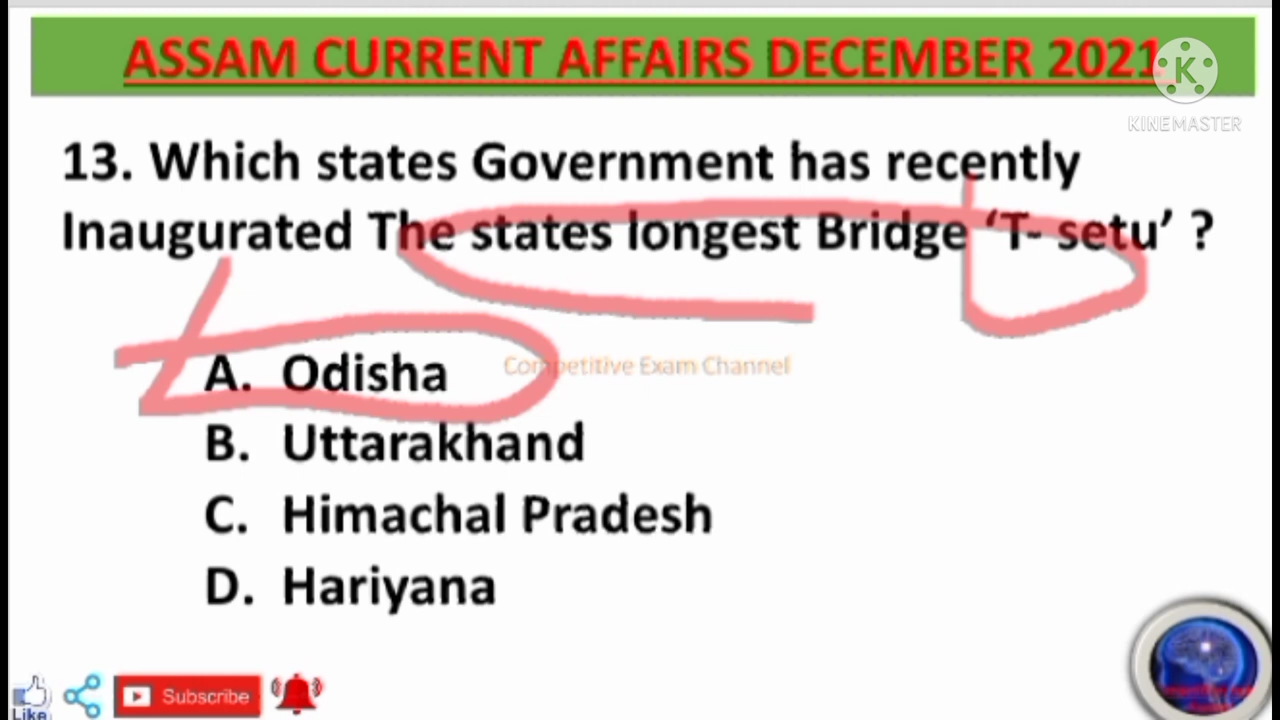 ASSAM CURRENT AFFAIRS DECEMBER 2021
KINEMASTER
13. Which states Government has recently
Inaugurated The states longest Bridge ‘T- setu’ ?
A. Odisha
Competitive Exam Channel
B. Uttarakhand
C. Himachal Pradesh
D. Hariyana
Like
Subscribe